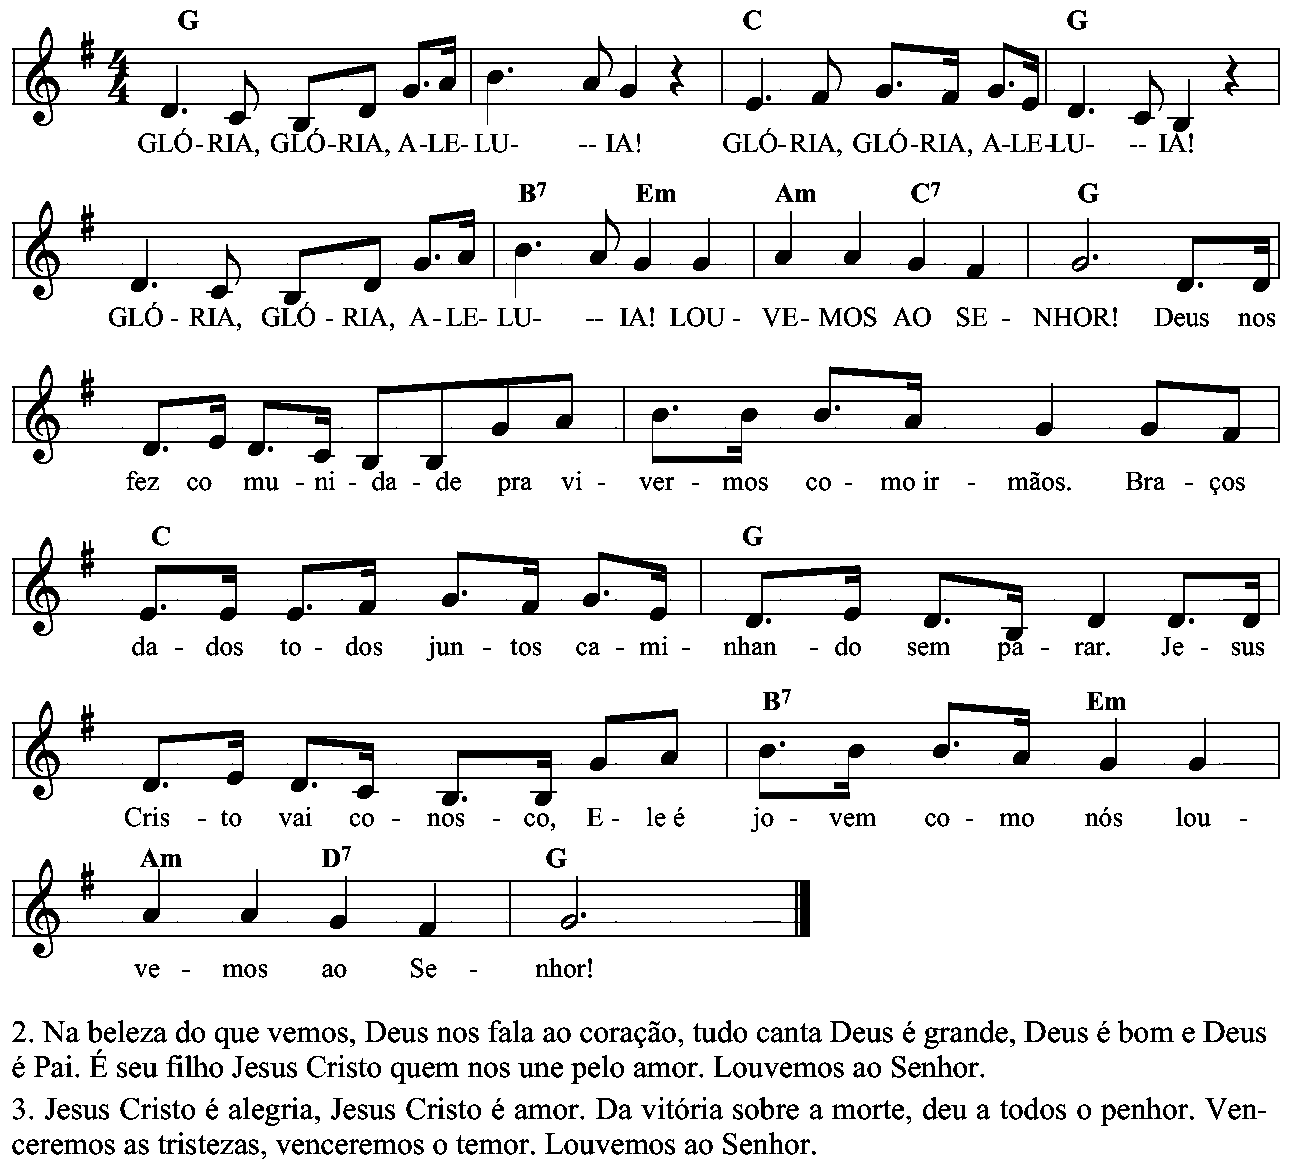 G C G
GLÓ-RIA, GLÓ-RIA, A-LE-LU- -- IA! GLÓ-RIA, GLÓ-RIA, A-LE-LU- -- IA!
B7 Em Am C7 G
GLÓ - RIA, GLÓ - RIA, A-LE-LU- -- IA! LOU - VE-MOS AO SE - NHOR! Deus nos
fez co mu - ni - da - de pra vi - ver - mos co - mo ir - mãos. Bra - ços
C G
da - dos to - dos jun - tos ca - mi - nhan - do sem pa - rar. Je - sus
B7 Em
Cris - to vai co - nos - co, E - le é jo - vem co - mo nós lou -
Am D7 G
ve - mos ao Se - nhor!
2. Na beleza do que vemos, Deus nos fala ao coração, tudo canta Deus é grande, Deus é bom e Deus
é Pai. É seu filho Jesus Cristo quem nos une pelo amor. Louvemos ao Senhor.
3. Jesus Cristo é alegria, Jesus Cristo é amor. Da vitória sobre a morte, deu a todos o penhor. Ven-
ceremos as tristezas, venceremos o temor. Louvemos ao Senhor.